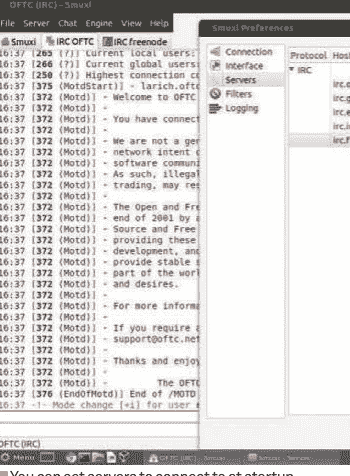 OFTC (IRC) - Smuxi
File Server Chat Engine View Help
Smuxi IRC OFTC IRC freenode
16:37 [265 (?)] Current local users:
16:37 [266 (?)] Current global users:
16:37 [250 (?)] Highest connection c
16:37 [375 (MotdStart)] - larich.oft
16:37 [372 (Motd)] - Welcome to OFTC
16:37 [372 (Motd)] -
16:37 [372 (Motd)] - You have connect
16:37 [372 (Motd)] -
16:37 [372 (Motd)] - We are not a ge
16:37 [372 (Motd)] - network intent o
16:37 [372 (Motd)] - software communi
16:37 [372 (Motd)] - As such, illegal
16:37 [372 (Motd)] - trading, may res
16:37 [372 (Motd)] -
16:37 [372 (Motd)] - The Open and Fre
16:37 [372 (Motd)] - end of 2001 by a
16:37 [372 (Motd)] - Source and Free
16:37 [372 (Motd)] - providing these
16:37 [372 (Motd)] - development, and
16:37 [372 (Motd)] - provide stable s
16:37 [372 (Motd)] - part of the worl
16:37 [372 (Motd)] - and desires.
16:37 [372 (Motd)] -
16:37 [372 (Motd)] - For more informa
16:37 [372 (Motd)] -
16:37 [372 (Motd)] - If you require a
16:37 [372 (Motd)] - support@oftc.net
16:37 [372 (Motd)] -
16:37 [372 (Motd)] - Thanks and enjoy
16:37 [372 (Motd)] -
16:37 [372 (Motd)] - The OFTC
16:37 [376 (EndOfMotd)] End of /MOTD
16:37 -!- Mode change [+i] for user
OFTC (IRC)
Menu
Smuxi Preferences
Connection
Interface
Servers
Filters
Logging
Protocol Host
IRC
irc.o
irc.g
irc.e
irc.f
You can set servers to connect to at startup